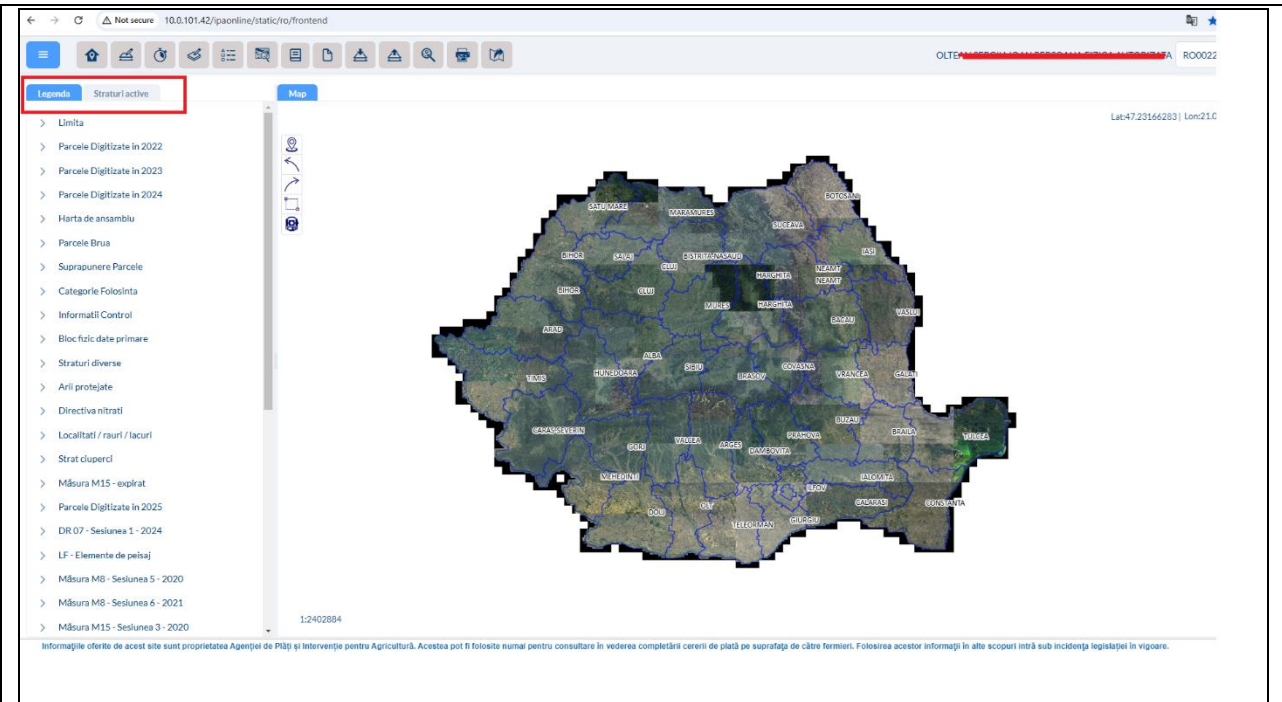 Not secure 10.0.101.42/ipaonline/static/ro/frontend
RO0022
Legenda Straturi active Map
Lat:47.23166283 | Lon:21.0
Limita
Parcele Digitizate in 2022
Parcele Digitizate in 2023
Parcele Digitizate in 2024
Harta de ansamblu
Parcele Brua
Suprapunere Parcele
Categorie Folosinta
Informatii Control
Bloc fizic date primare
Straturi diverse
Arii protejate
Directiva nitrati
Localitati / rauri / lacuri
Strat ciuperci
Măsura M15 - expirat
Parcele Digitizate in 2025
DR 07 - Sesiunea 1 - 2024
LF - Elemente de peisaj
Măsura M8 - Sesiunea 5 - 2020
Măsura M8 - Sesiunea 6 - 2021
Măsura M15 - Sesiunea 3 - 2020
BOTOSANI
SATU MARE
MARAMURES
SUCEAVA
IASI
BIHOR
SALAJ
BISTRITA-NASAUD
CLUJ
NEAMT
HARGHITA
NEAMT
BIHOR
CLUJ
MURES
HARGHITA
VASLUI
BACAU
ARAD
ALBA
SIBIU
COVASNA
HUNEDOARA
BRASOV
VRANCEA
GALATI
TIMIS
BUZAU
CARAS-SEVERIN
BRAILA
PRAHOVA
TULCEA
VALCEA
ARGES
GORJ
DAMBOVITA
MEHEDINTI
IALOMITA
ILFOV
CALARASI
CONSTANTA
DOLJ
OLT
TELEORMAN
GIURGIU
1:2402884
Informațiile oferite de acest site sunt proprietatea Agenției de Plăți și Intervenție pentru Agricultură. Acestea pot fi folosite numai pentru consultare în vederea completării cererii de plată pe suprafața de către fermieri. Folosirea acestor informații în alte scopuri intră sub incidența legislației în vigoare.